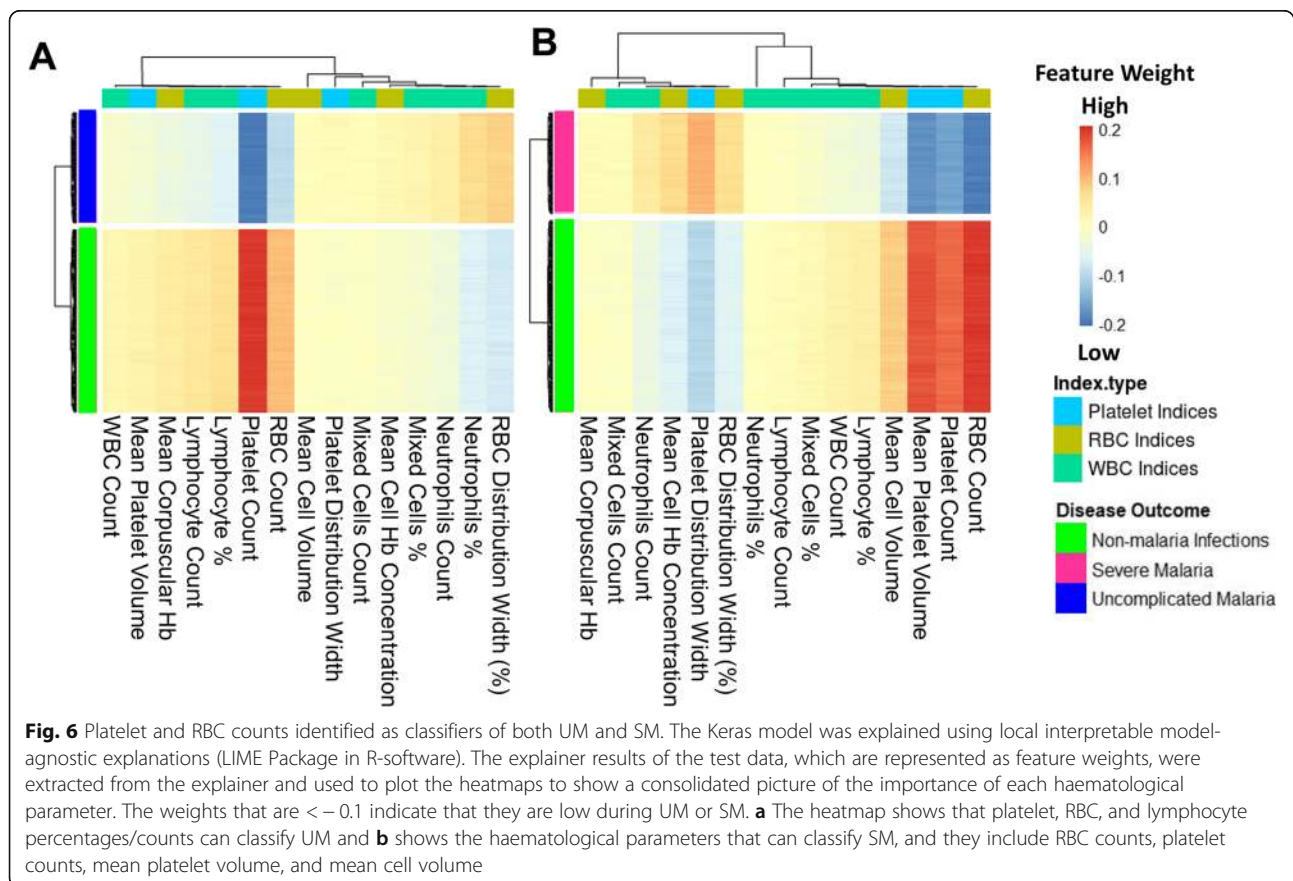 A
B
Feature Weight
High
0.2
0.1
0
-0.1
-0.2
Low
Index.type
Platelet Indices
RBC Indices
WBC Indices
Disease Outcome
Non-malaria Infections
Severe Malaria
Uncomplicated Malaria
WBC Count
Mean Platelet Volume
Mean Corpuscular Hb
Lymphocyte Count
Lymphocyte %
Platelet Count
RBC Count
Mean Cell Volume
Platelet Distribution Width
Mixed Cells Count
Mean Cell Hb Concentration
Mixed Cells %
Neutrophils Count
Neutrophils %
RBC Distribution Width (%)
Mean Corpuscular Hb
Mixed Cells Count
Neutrophils Count
Mean Cell Hb Concentration
Platelet Distribution Width
RBC Distribution Width (%)
Neutrophils %
Lymphocyte Count
Mixed Cells %
WBC Count
Lymphocyte %
Mean Cell Volume
Mean Platelet Volume
Platelet Count
RBC Count
Fig. 6 Platelet and RBC counts identified as classifiers of both UM and SM. The Keras model was explained using local interpretable model-
agnostic explanations (LIME Package in R-software). The explainer results of the test data, which are represented as feature weights, were
extracted from the explainer and used to plot the heatmaps to show a consolidated picture of the importance of each haematological
parameter. The weights that are < − 0.1 indicate that they are low during UM or SM. a The heatmap shows that platelet, RBC, and lymphocyte
percentages/counts can classify UM and b shows the haematological parameters that can classify SM, and they include RBC counts, platelet
counts, mean platelet volume, and mean cell volume